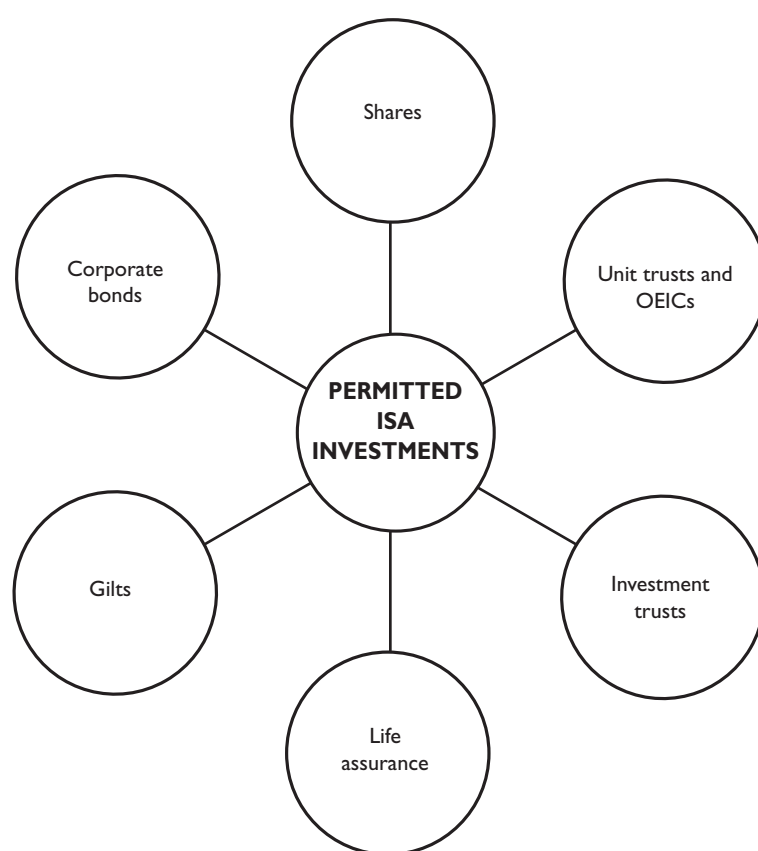 Shares
Corporate
bonds
Unit trusts and
OEICs
PERMITTED
ISA
INVESTMENTS
Gilts
Investment
trusts
Life
assurance